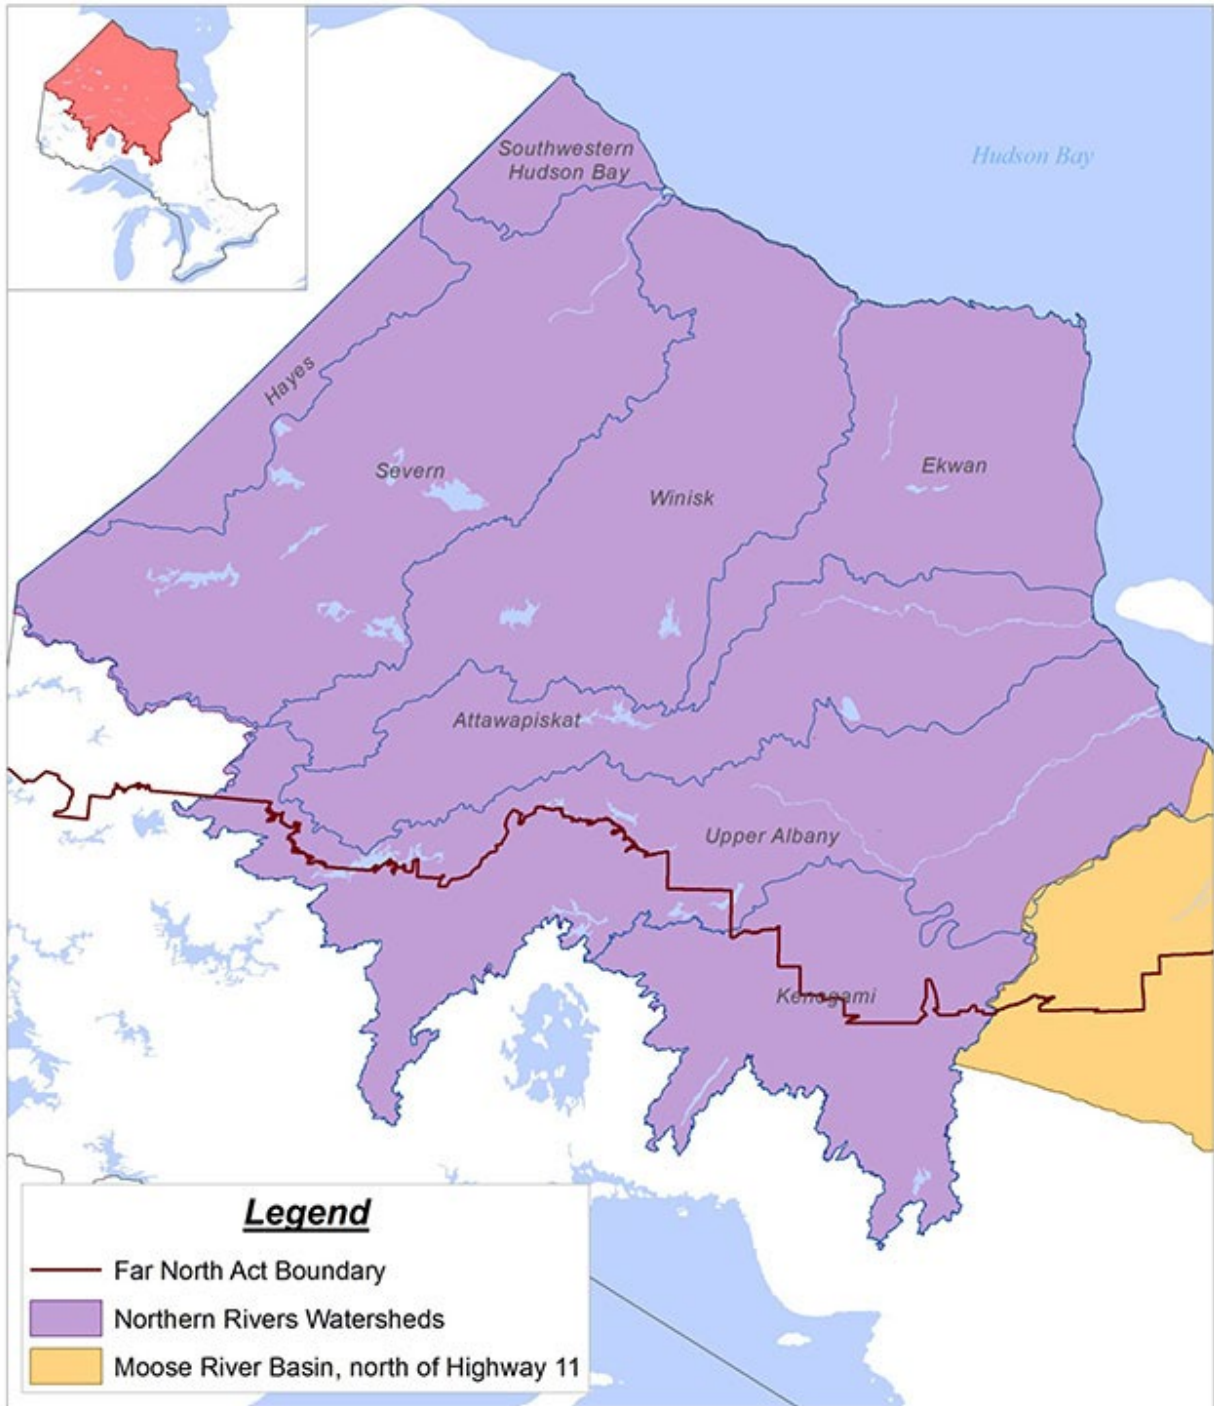 Southwestern
Hudson Bay
Hudson Bay
Hayes
Severn
Ekwan
Winisk
Attawapiskat
Upper Albany
Kenogami
Legend
Far North Act Boundary
Northern Rivers Watersheds
Moose River Basin, north of Highway 11